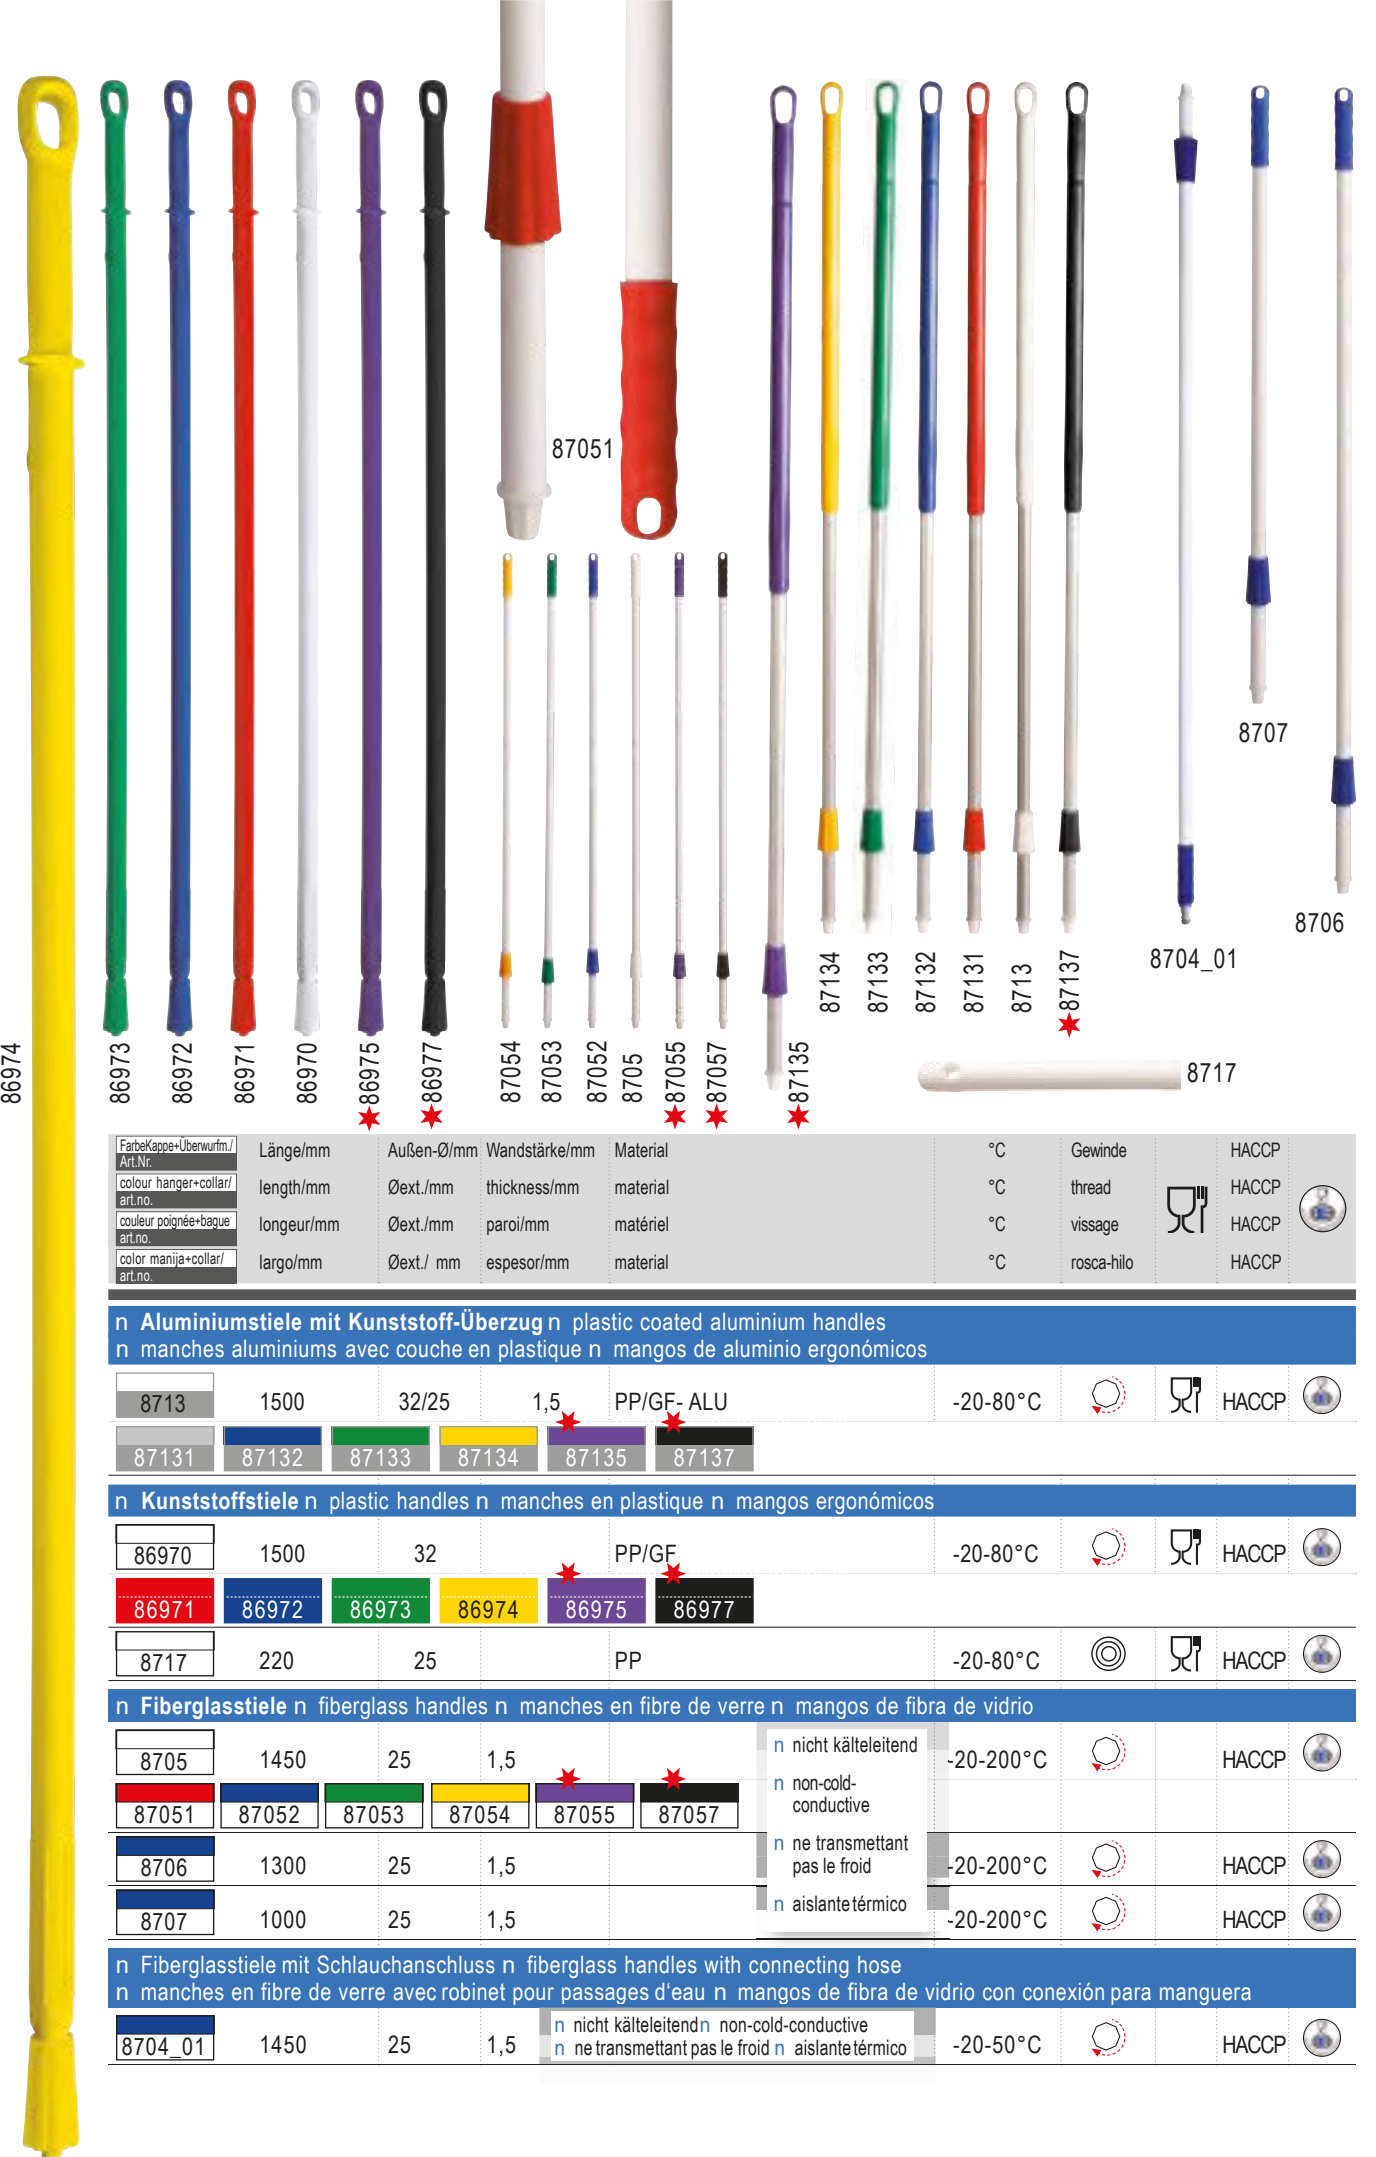 87051
8707
8706
8704_01
86974
86973
86972
86971
86970
86975
86977
87054
87053
87052
8705
87055
87057
87135
87134
87133
87132
87131
8713
87137
8717
FarbeKappe+Überwurfm./ Länge/mm Außen-Ø/mm Wandstärke/mm Material °C Gewinde HACCP
Art.Nr.
colour hanger+collar/ length/mm Øext./mm thickness/mm material °C thread HACCP
art.no.
couleur poignée+bague longeur/mm Øext./mm paroi/mm matériel °C vissage HACCP
art.no.
color manija+collar/ largo/mm Øext./ mm espesor/mm material °C rosca-hilo HACCP
art.no.
n Aluminiumstiele mit Kunststoff-Überzug n plastic coated aluminium handles
n manches aluminiums avec couche en plastique n mangos de aluminio ergonómicos
8713 1500 32/25 1,5 PP/GF- ALU -20-80°C HACCP
87131 87132 87133 87134 87135 87137
n Kunststoffstiele n plastic handles n manches en plastique n mangos ergonómicos
86970 1500 32 PP/GF -20-80°C HACCP
86971 86972 86973 86974 86975 86977
8717 220 25 PP -20-80°C HACCP
n Fiberglasstiele n fiberglass handles n manches en fibre de verre n mangos de fibra de vidrio
8705 1450 25 1,5 -20-200°C HACCP
87051 87052 87053 87054 87055 87057
8706 1300 25 1,5 -20-200°C HACCP
8707 1000 25 1,5 -20-200°C HACCP
n nicht kälteleitend
n non-cold-
conductive
n ne transmettant
pas le froid
n aislante térmico
n Fiberglasstiele mit Schlauchanschluss n fiberglass handles with connecting hose
n manches en fibre de verre avec robinet pour passages d'eau n mangos de fibra de vidrio con conexión para manguera
8704_01 1450 25 1,5 -20-50°C HACCP
n nicht kälteleitend n non-cold-conductive
n ne transmettant pas le froid n aislante térmico